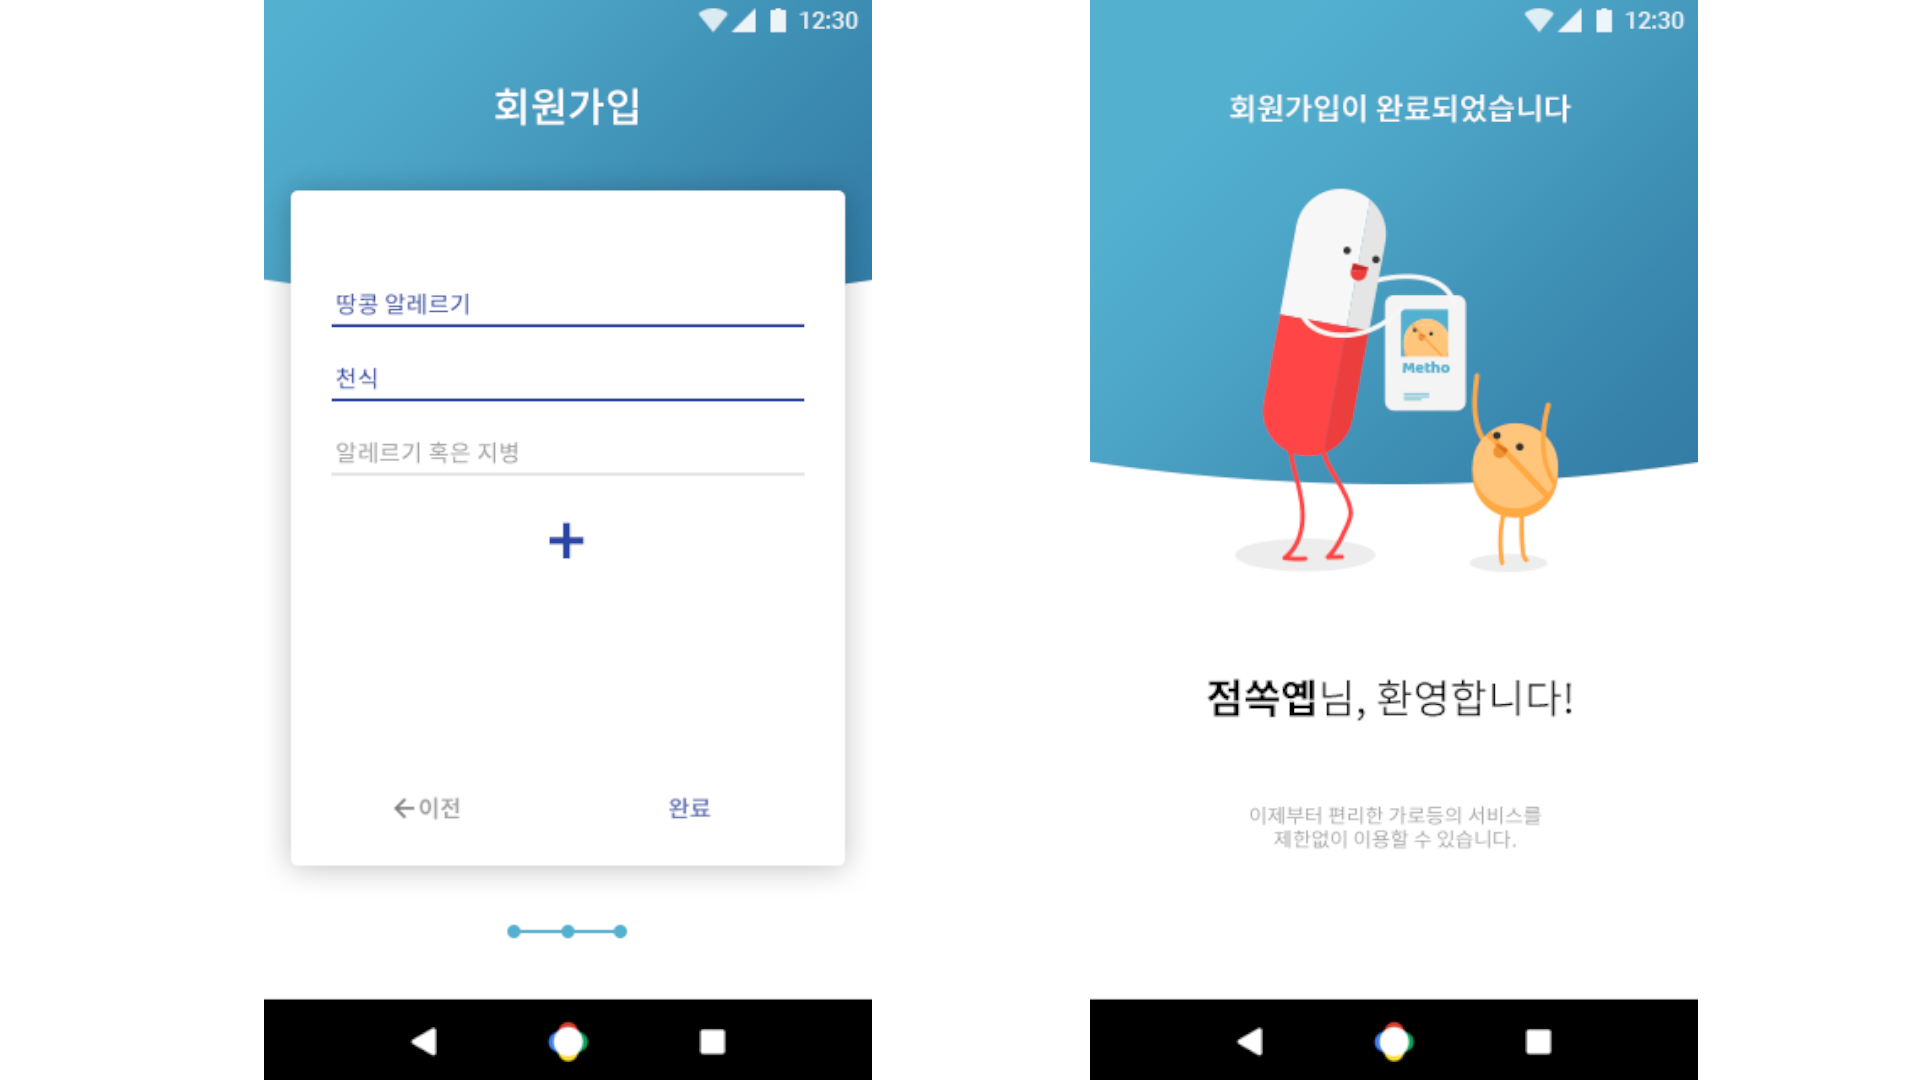 12:30
회원가입
땅콩 알레르기
천식
알레르기 혹은 지병
이전
완료
12:30
회원가입이 완료되었습니다
Metho
점쏙옙님, 환영합니다!
이제부터 편리한 가로등의 서비스를
제한없이 이용할 수 있습니다.